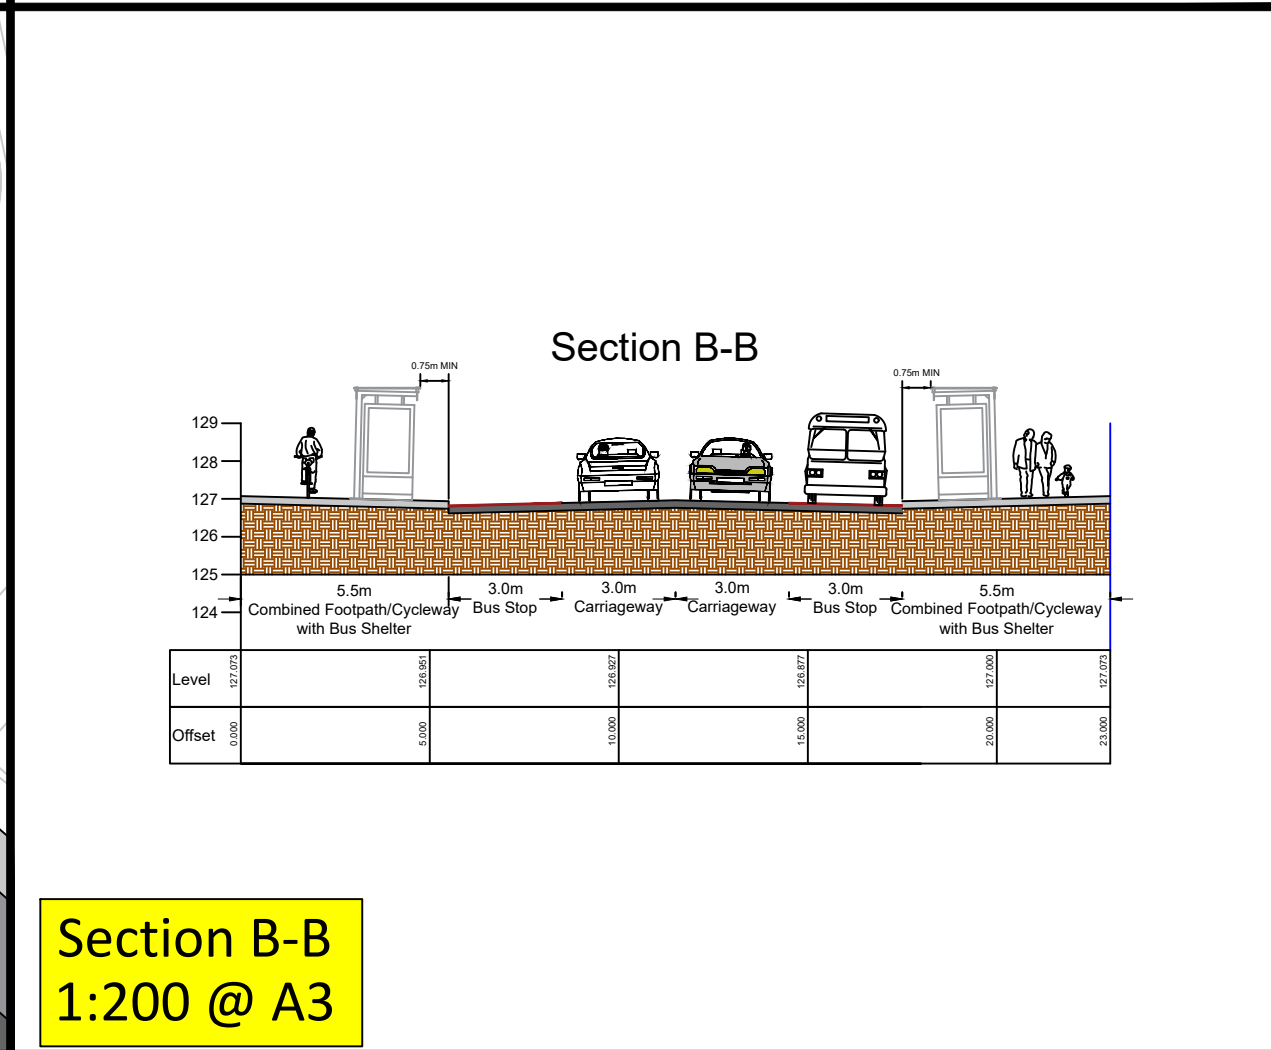 Section B-B
0.75m MIN
0.75m MIN
129
128
127
126
125
124
5.5m
Combined Footpath/Cycleway
with Bus Shelter
3.0m
Bus Stop
3.0m
Carriageway
3.0m
Carriageway
3.0m
Bus Stop
5.5m
Combined Footpath/Cycleway
with Bus Shelter
Level
127.073
126.951
126.927
126.877
127.000
127.073
Offset
0.000
5.000
10.000
15.000
20.000
23.000
Section B-B
1:200 @ A3